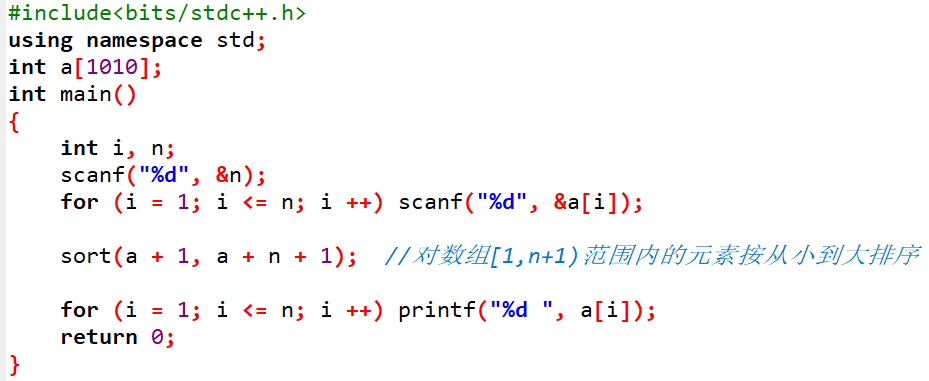 #include<bits/stdc++.h>
using namespace std;
int a[1010];
int main()
{
    int i, n;
    scanf("%d", &n);
    for (i = 1; i <= n; i ++) scanf("%d", &a[i]);
    sort(a + 1, a + n + 1);  //对数组[1,n+1)范围内的元素按从小到大排序
    for (i = 1; i <= n; i ++) printf("%d ", a[i]);
    return 0;
}